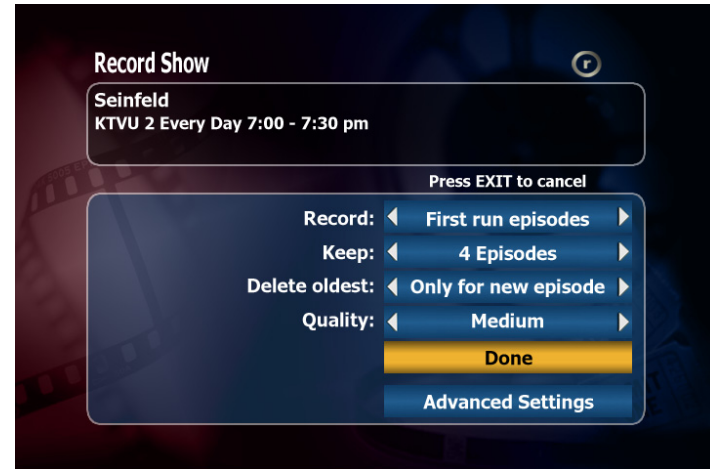 Record Show
r
Seinfeld
KTVU 2 Every Day 7:00 - 7:30 pm
Press EXIT to cancel
Record: First run episodes
Keep: 4 Episodes
Delete oldest: Only for new episode
Quality: Medium
Done
Advanced Settings